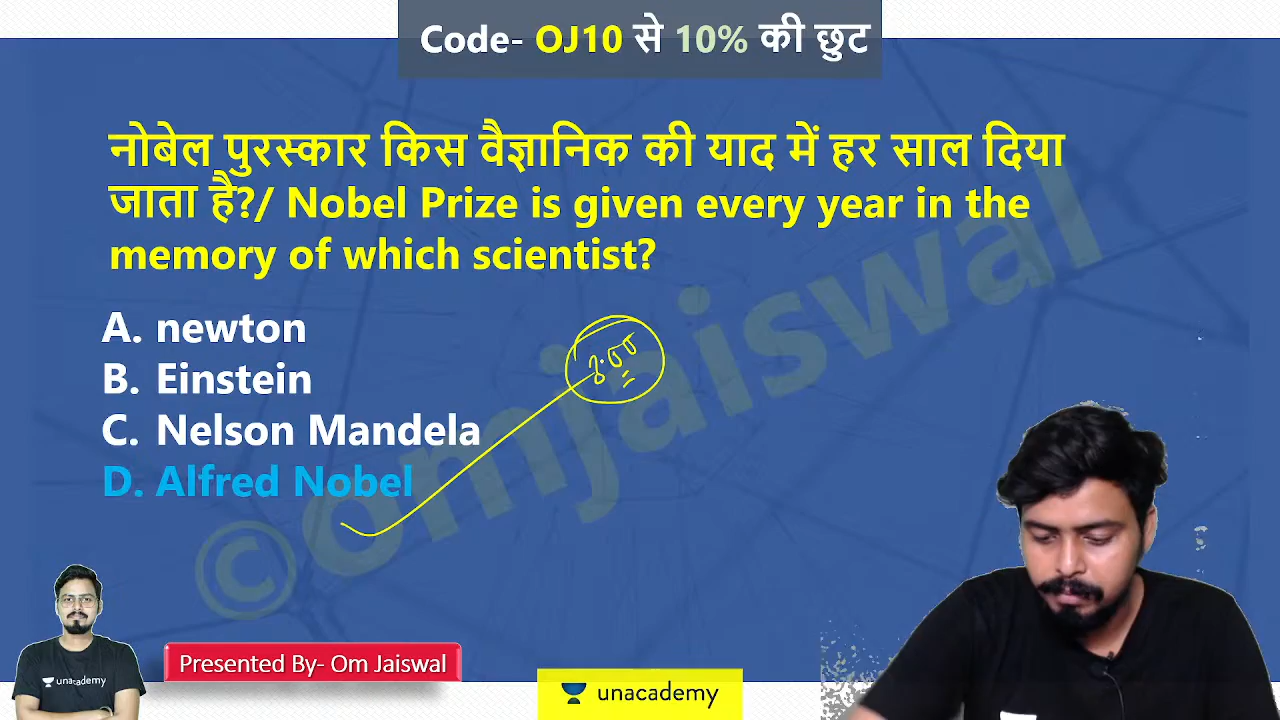 Code- OJ10 से 10% की छुट
नोबेल पुरस्कार किस वैज्ञानिक की याद में हर साल दिया
जाता है?/ Nobel Prize is given every year in the
memory of which scientist?
A. newton
B. Einstein
C. Nelson Mandela
D. Alfred Nobel
©omjaiswal
unacademy
Presented By- Om Jaiswal
unacademy